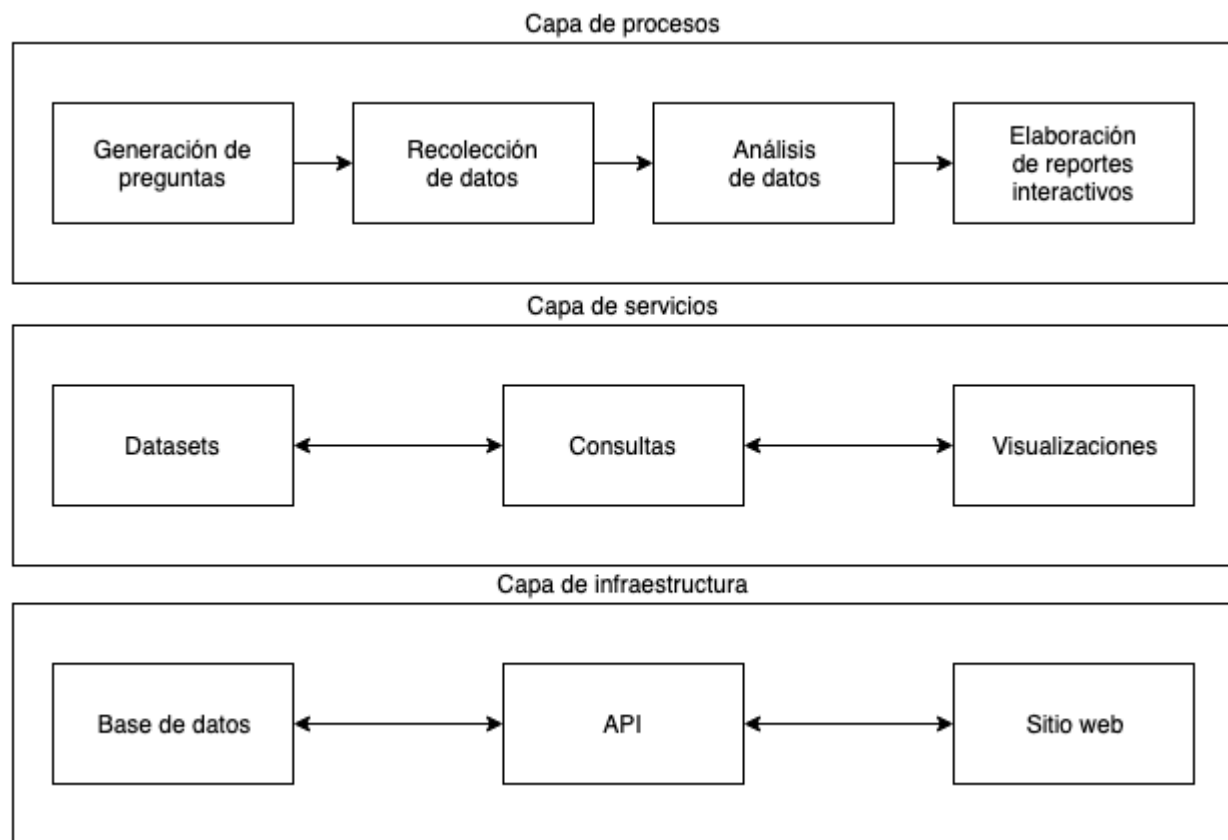 Capa de procesos
Generación de
preguntas
Recolección
de datos
Análisis
de datos
Elaboración
de reportes
interactivos
Capa de servicios
Datasets
Consultas
Visualizaciones
Capa de infraestructura
Base de datos
API
Sitio web